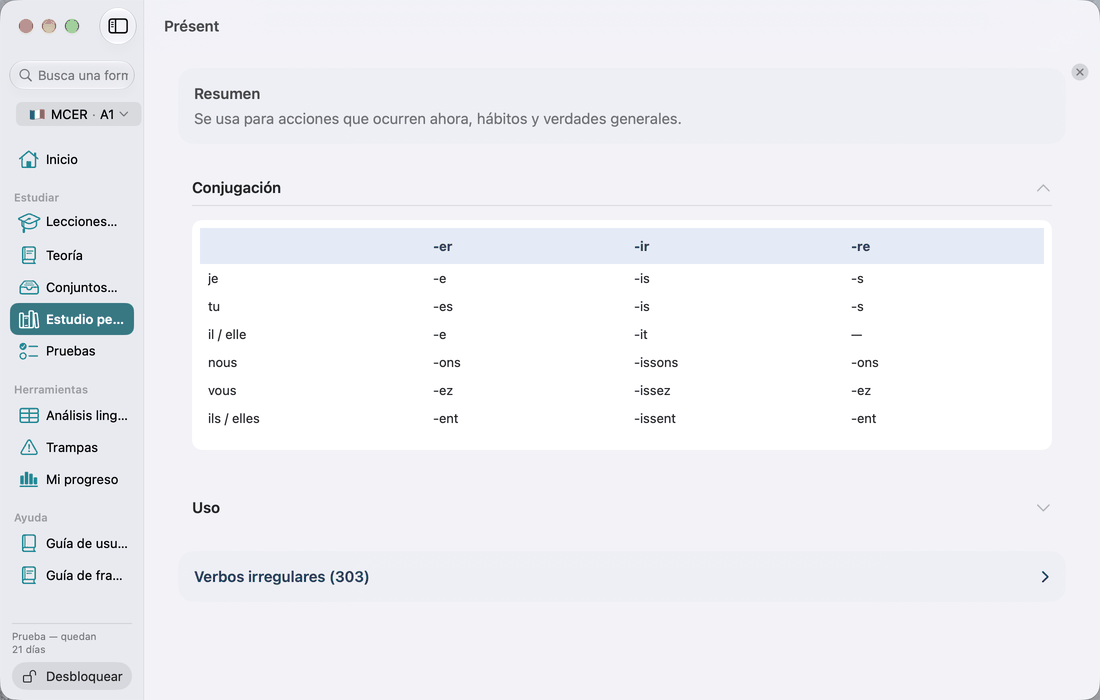 Présent
Busca una forn
MCER · A1
Inicio
Estudiar
Lecciones...
Teoría
Conjuntos...
Estudio pe...
Pruebas
Herramientas
Análisis ling...
Trampas
Mi progreso
Ayuda
Guía de usu...
Guía de fra...
Prueba — quedan
21 días
Desbloquear
Resumen
Se usa para acciones que ocurren ahora, hábitos y verdades generales.
Conjugación
-er -ir -re
je -e -is -s
tu -es -is -s
il / elle -e -it —
nous -ons -issons -ons
vous -ez -issez -ez
ils / elles -ent -issent -ent
Uso
Verbos irregulares (303)